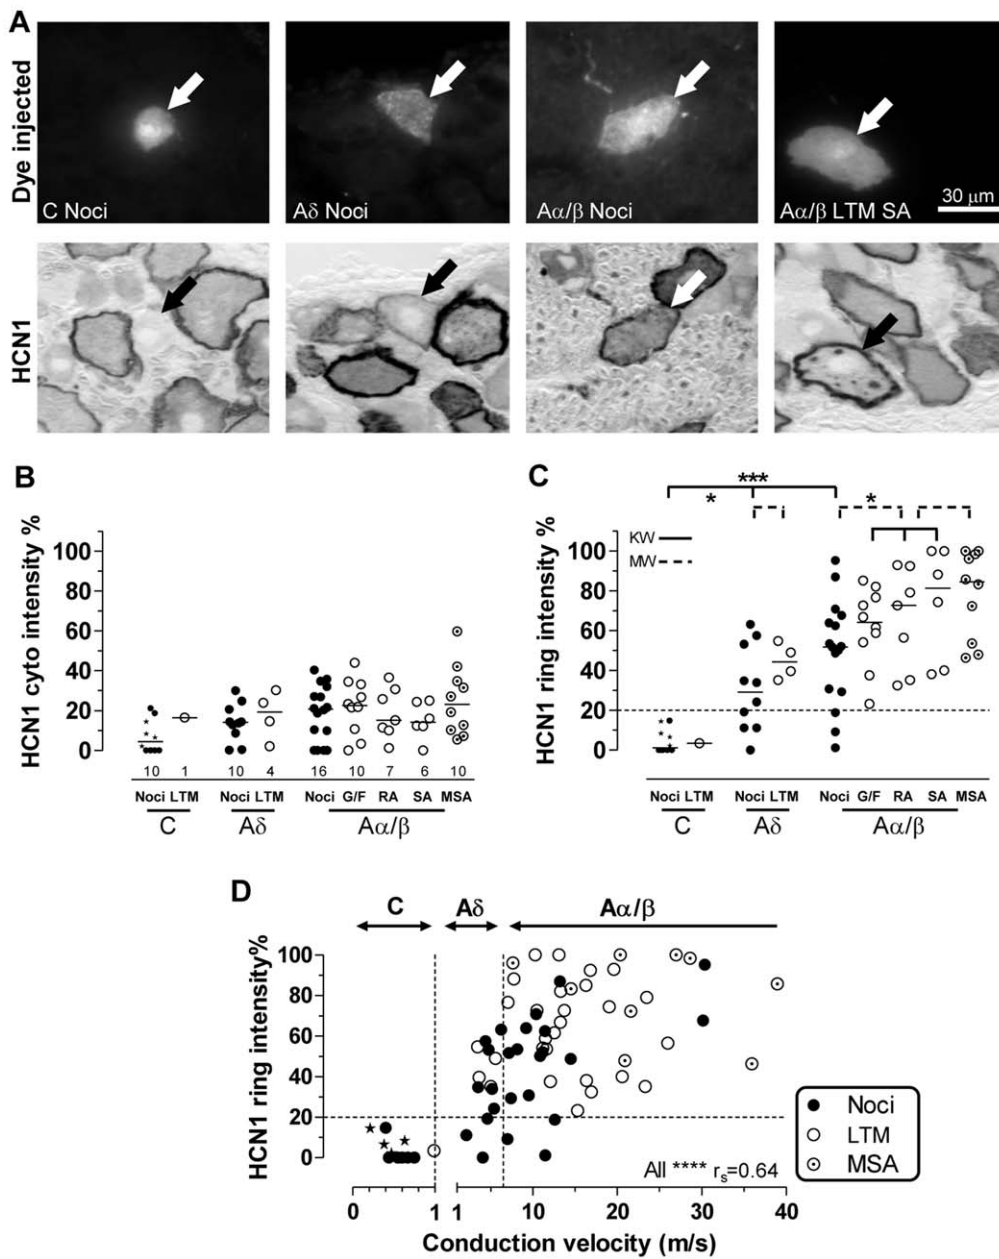 A
Dye injected
C Noci
Aδ Noci
Aα/β Noci
Aα/β LTM SA
30 μm
HCN1
B
HCN1 cyto intensity %
100
80
60
40
20
0
10 1 10 4 16 10 7 6 10
Noci LTM Noci LTM Noci G/F RA SA MSA
C Aδ Aα/β
C
HCN1 ring intensity %
*** 
* *
KW
MW
100
80
60
40
20
0
Noci LTM Noci LTM Noci G/F RA SA MSA
C Aδ Aα/β
D
C Aδ Aα/β
HCN1 ring intensity%
100
80
60
40
20
0
All **** rs=0.64
0 1 1 10 20 30 40
Conduction velocity (m/s)
Noci
LTM
MSA